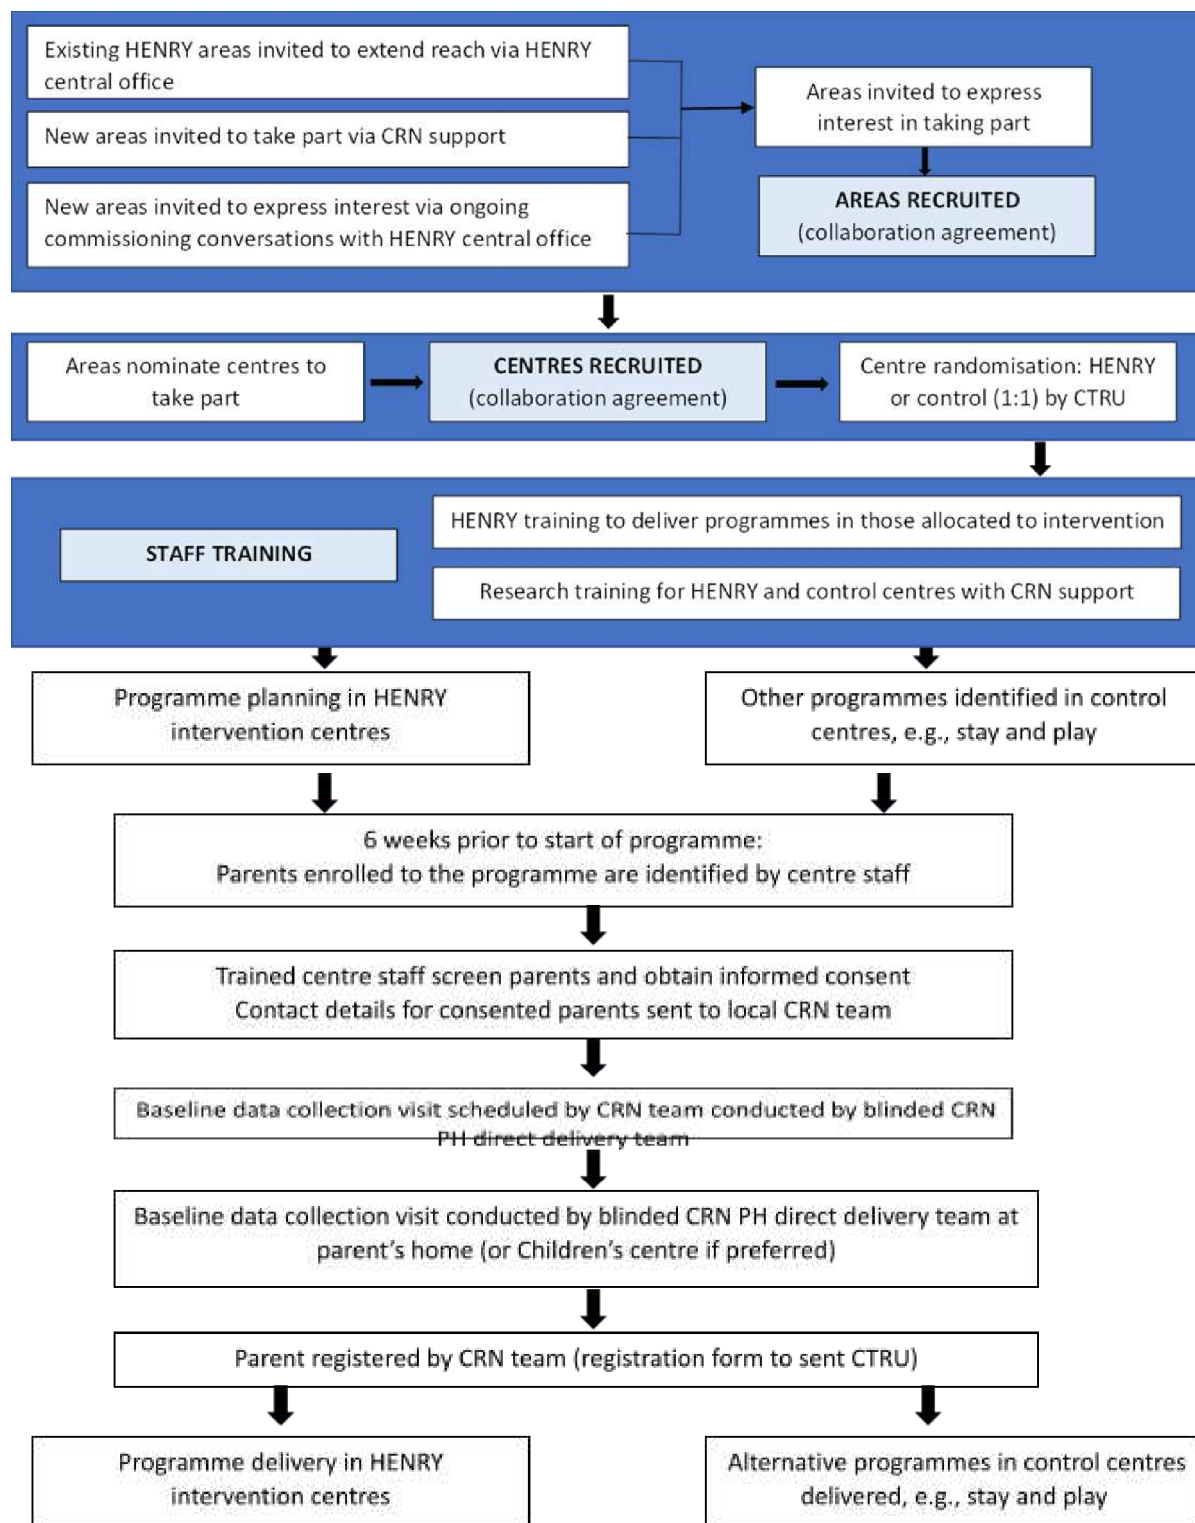 Existing HENRY areas invited to extend reach via HENRY
central office
New areas invited to take part via CRN support
New areas invited to express interest via ongoing
commissioning conversations with HENRY central office
Areas invited to express
interest in taking part
AREAS RECRUITED
(collaboration agreement)
Areas nominate centres to
take part
CENTRES RECRUITED
(collaboration agreement)
Centre randomisation: HENRY
or control (1:1) by CTRU
STAFF TRAINING
HENRY training to deliver programmes in those allocated to intervention
Research training for HENRY and control centres with CRN support
Programme planning in HENRY
intervention centres
Other programmes identified in control
centres, e.g., stay and play
6 weeks prior to start of programme:
Parents enrolled to the programme are identified by centre staff
Trained centre staff screen parents and obtain informed consent
Contact details for consented parents sent to local CRN team
Baseline data collection visit scheduled by CRN team conducted by blinded CRN
PH direct delivery team
Baseline data collection visit conducted by blinded CRN PH direct delivery team at
parent's home (or Children's centre if preferred)
Parent registered by CRN team (registration form to sent CTRU)
Programme delivery in HENRY
intervention centres
Alternative programmes in control centres
delivered, e.g., stay and play